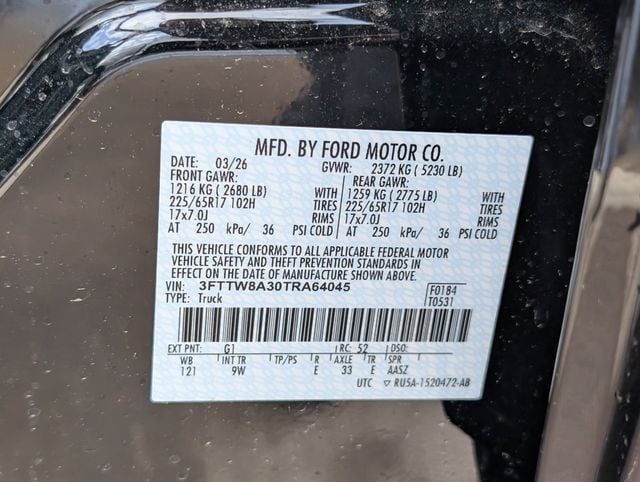 MFD. BY FORD MOTOR CO.
DATE: 03/26 GVWR: 2372 KG ( 5230 LB)
FRONT GAWR: REAR GAWR:
1216 KG ( 2680 LB) WITH 1259 KG ( 2775 LB) WITH
225/65R17 102H TIRES 225/65R17 102H TIRES
17x7.0J RIMS 17x7.0J RIMS
AT 250 kPa/ 36 PSI COLD AT 250 kPa/ 36 PSI COLD
THIS VEHICLE CONFORMS TO ALL APPLICABLE FEDERAL MOTOR
VEHICLE SAFETY AND THEFT PREVENTION STANDARDS IN
EFFECT ON THE DATE OF MANUFACTURE SHOWN ABOVE.
VIN: 3FTTW8A30TRA64045 F0184
TYPE: Truck T0531
EXT PNT: G1 RC: 52 DSO:
WB INT TR TP/PS R AXLE TR SPR
121 9W E 33 E AASZ
UTC ▽ RU5A-1520472-AB